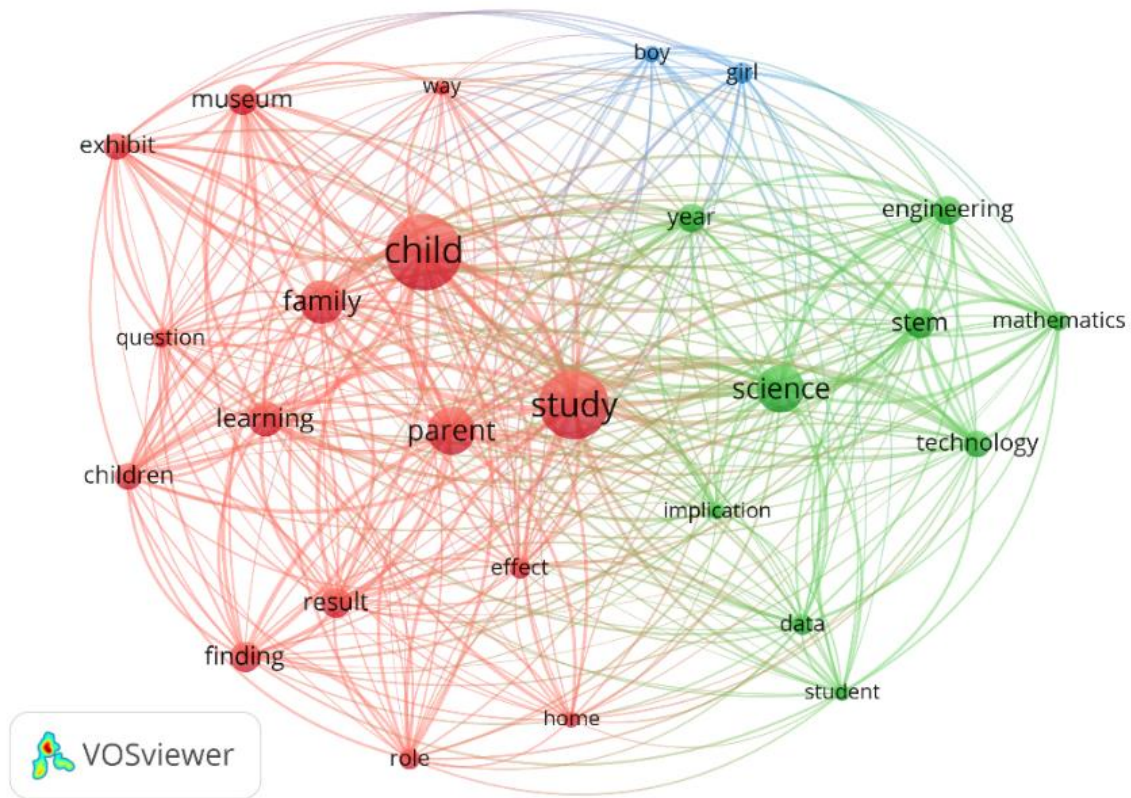 boy
girl
way
museum
exhibit
year
engineering
child
family
stem
mathematics
question
science
study
learning
parent
technology
children
implication
effect
result
data
finding
student
home
role
VOSviewer